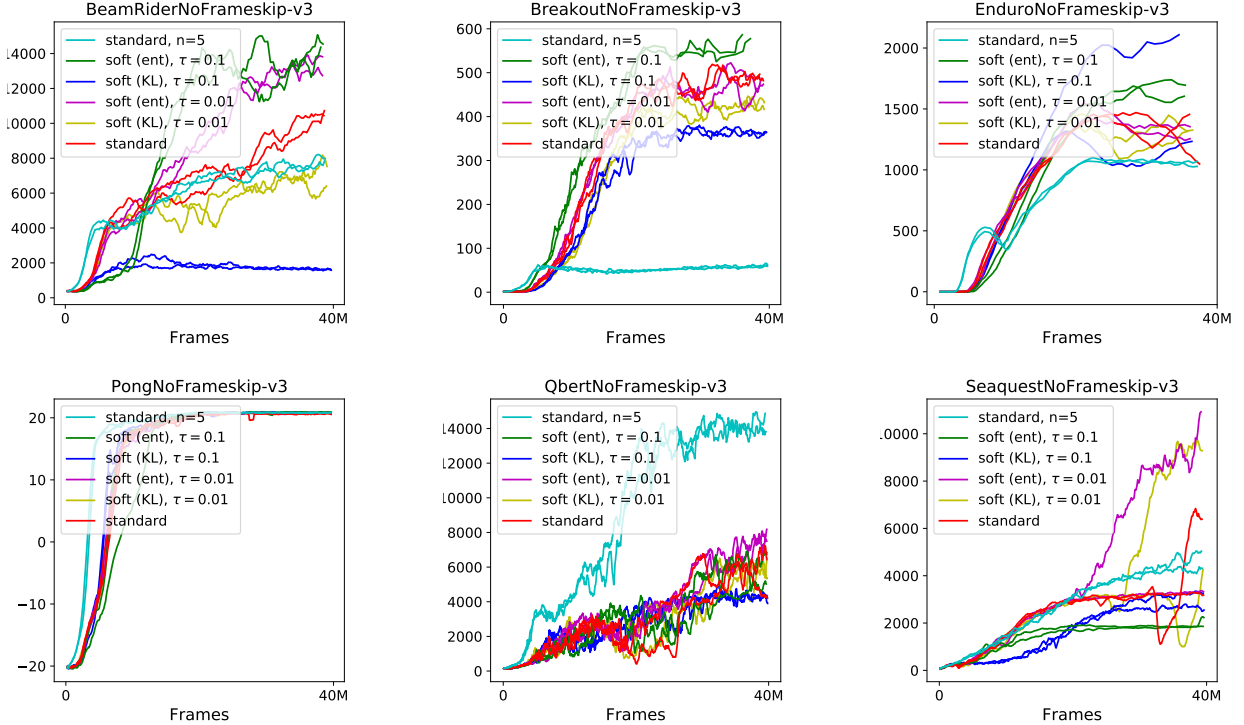 BeamRiderNoFrameskip-v3
14000
12000
10000
8000
6000
4000
2000
0
standard, n=5
soft (ent), τ = 0.1
soft (KL), τ = 0.1
soft (ent), τ = 0.01
soft (KL), τ = 0.01
standard
0
40M
Frames
BreakoutNoFrameskip-v3
600
500
400
300
200
100
0
standard, n=5
soft (ent), τ = 0.1
soft (KL), τ = 0.1
soft (ent), τ = 0.01
soft (KL), τ = 0.01
standard
0
40M
Frames
EnduroNoFrameskip-v3
2000
1500
1000
500
0
standard, n=5
soft (ent), τ = 0.1
soft (KL), τ = 0.1
soft (ent), τ = 0.01
soft (KL), τ = 0.01
standard
0
40M
Frames
PongNoFrameskip-v3
20
10
0
−10
−20
standard, n=5
soft (ent), τ = 0.1
soft (KL), τ = 0.1
soft (ent), τ = 0.01
soft (KL), τ = 0.01
standard
0
40M
Frames
QbertNoFrameskip-v3
14000
12000
10000
8000
6000
4000
2000
0
standard, n=5
soft (ent), τ = 0.1
soft (KL), τ = 0.1
soft (ent), τ = 0.01
soft (KL), τ = 0.01
standard
0
40M
Frames
SeaquestNoFrameskip-v3
10000
8000
6000
4000
2000
0
standard, n=5
soft (ent), τ = 0.1
soft (KL), τ = 0.1
soft (ent), τ = 0.01
soft (KL), τ = 0.01
standard
0
40M
Frames